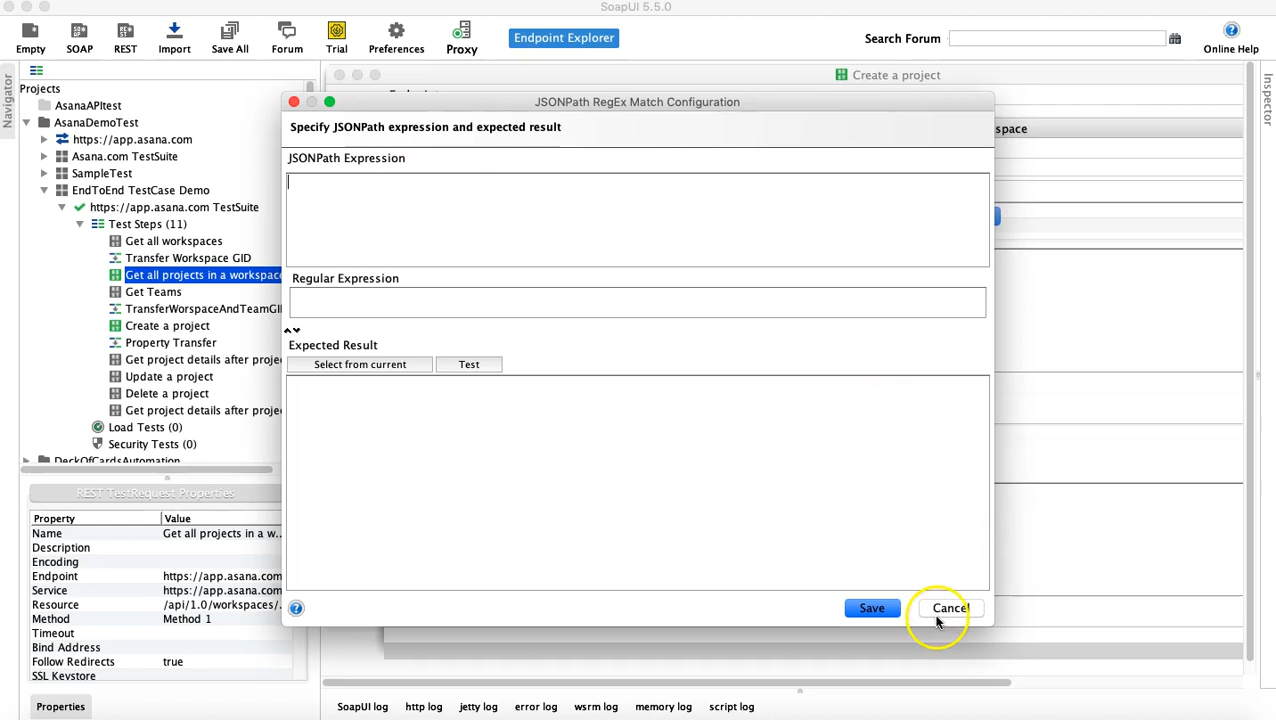 SoapUI 5.5.0
Empty SOAP REST Import Save All Forum Trial Preferences Proxy
Endpoint Explorer
Search Forum
Online Help
Navigator
Inspector
Projects
AsanaAPItest
AsanaDemoTest
https://app.asana.com
Asana.com TestSuite
SampleTest
EndToEnd TestCase Demo
https://app.asana.com TestSuite
Test Steps (11)
Get all workspaces
Transfer Workspace GID
Get all projects in a workspace
Get Teams
TransferWorspaceAndTeamGI
Create a project
Property Transfer
Get project details after proje
Update a project
Delete a project
Get project details after proje
Load Tests (0)
Security Tests (0)
DeckOfCardsAutomation
REST TestRequest Properties
Property Value
Name Get all projects in a w...
Description
Encoding
Endpoint https://app.asana.com
Service https://app.asana.com
Resource /api/1.0/workspaces/.
Method Method 1
Timeout
Bind Address
Follow Redirects true
SSL Keystore
Properties
Create a project
space
JSONPath RegEx Match Configuration
Specify JSONPath expression and expected result
JSONPath Expression
Regular Expression
Expected Result
Select from current Test
Save Cancel
SoapUI log http log jetty log error log wsrm log memory log script log